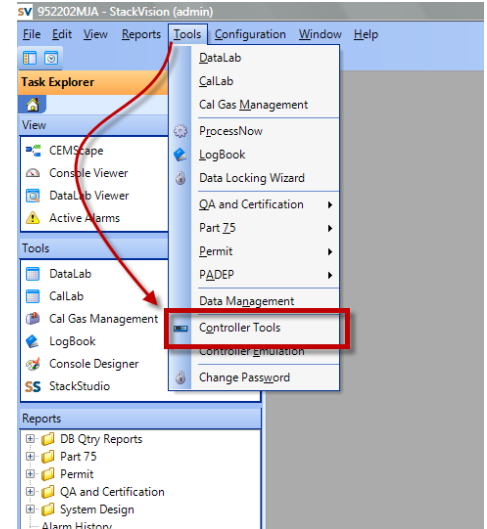 SV 952202MJA - StackVision (admin)
File Edit View Reports Tools Configuration Window Help
Task Explorer
View
CEMScape
Console Viewer
DataLab Viewer
Active Alarms
Tools
DataLab
CalLab
Cal Gas Management
LogBook
Console Designer
SS StackStudio
Reports
DB Qtry Reports
Part 75
Permit
QA and Certification
System Design
Alarm History
DataLab
CalLab
Cal Gas Management
ProcessNow
LogBook
Data Locking Wizard
QA and Certification
Part 75
Permit
PADEP
Data Management
Controller Tools
Controller Emulation
Change Password